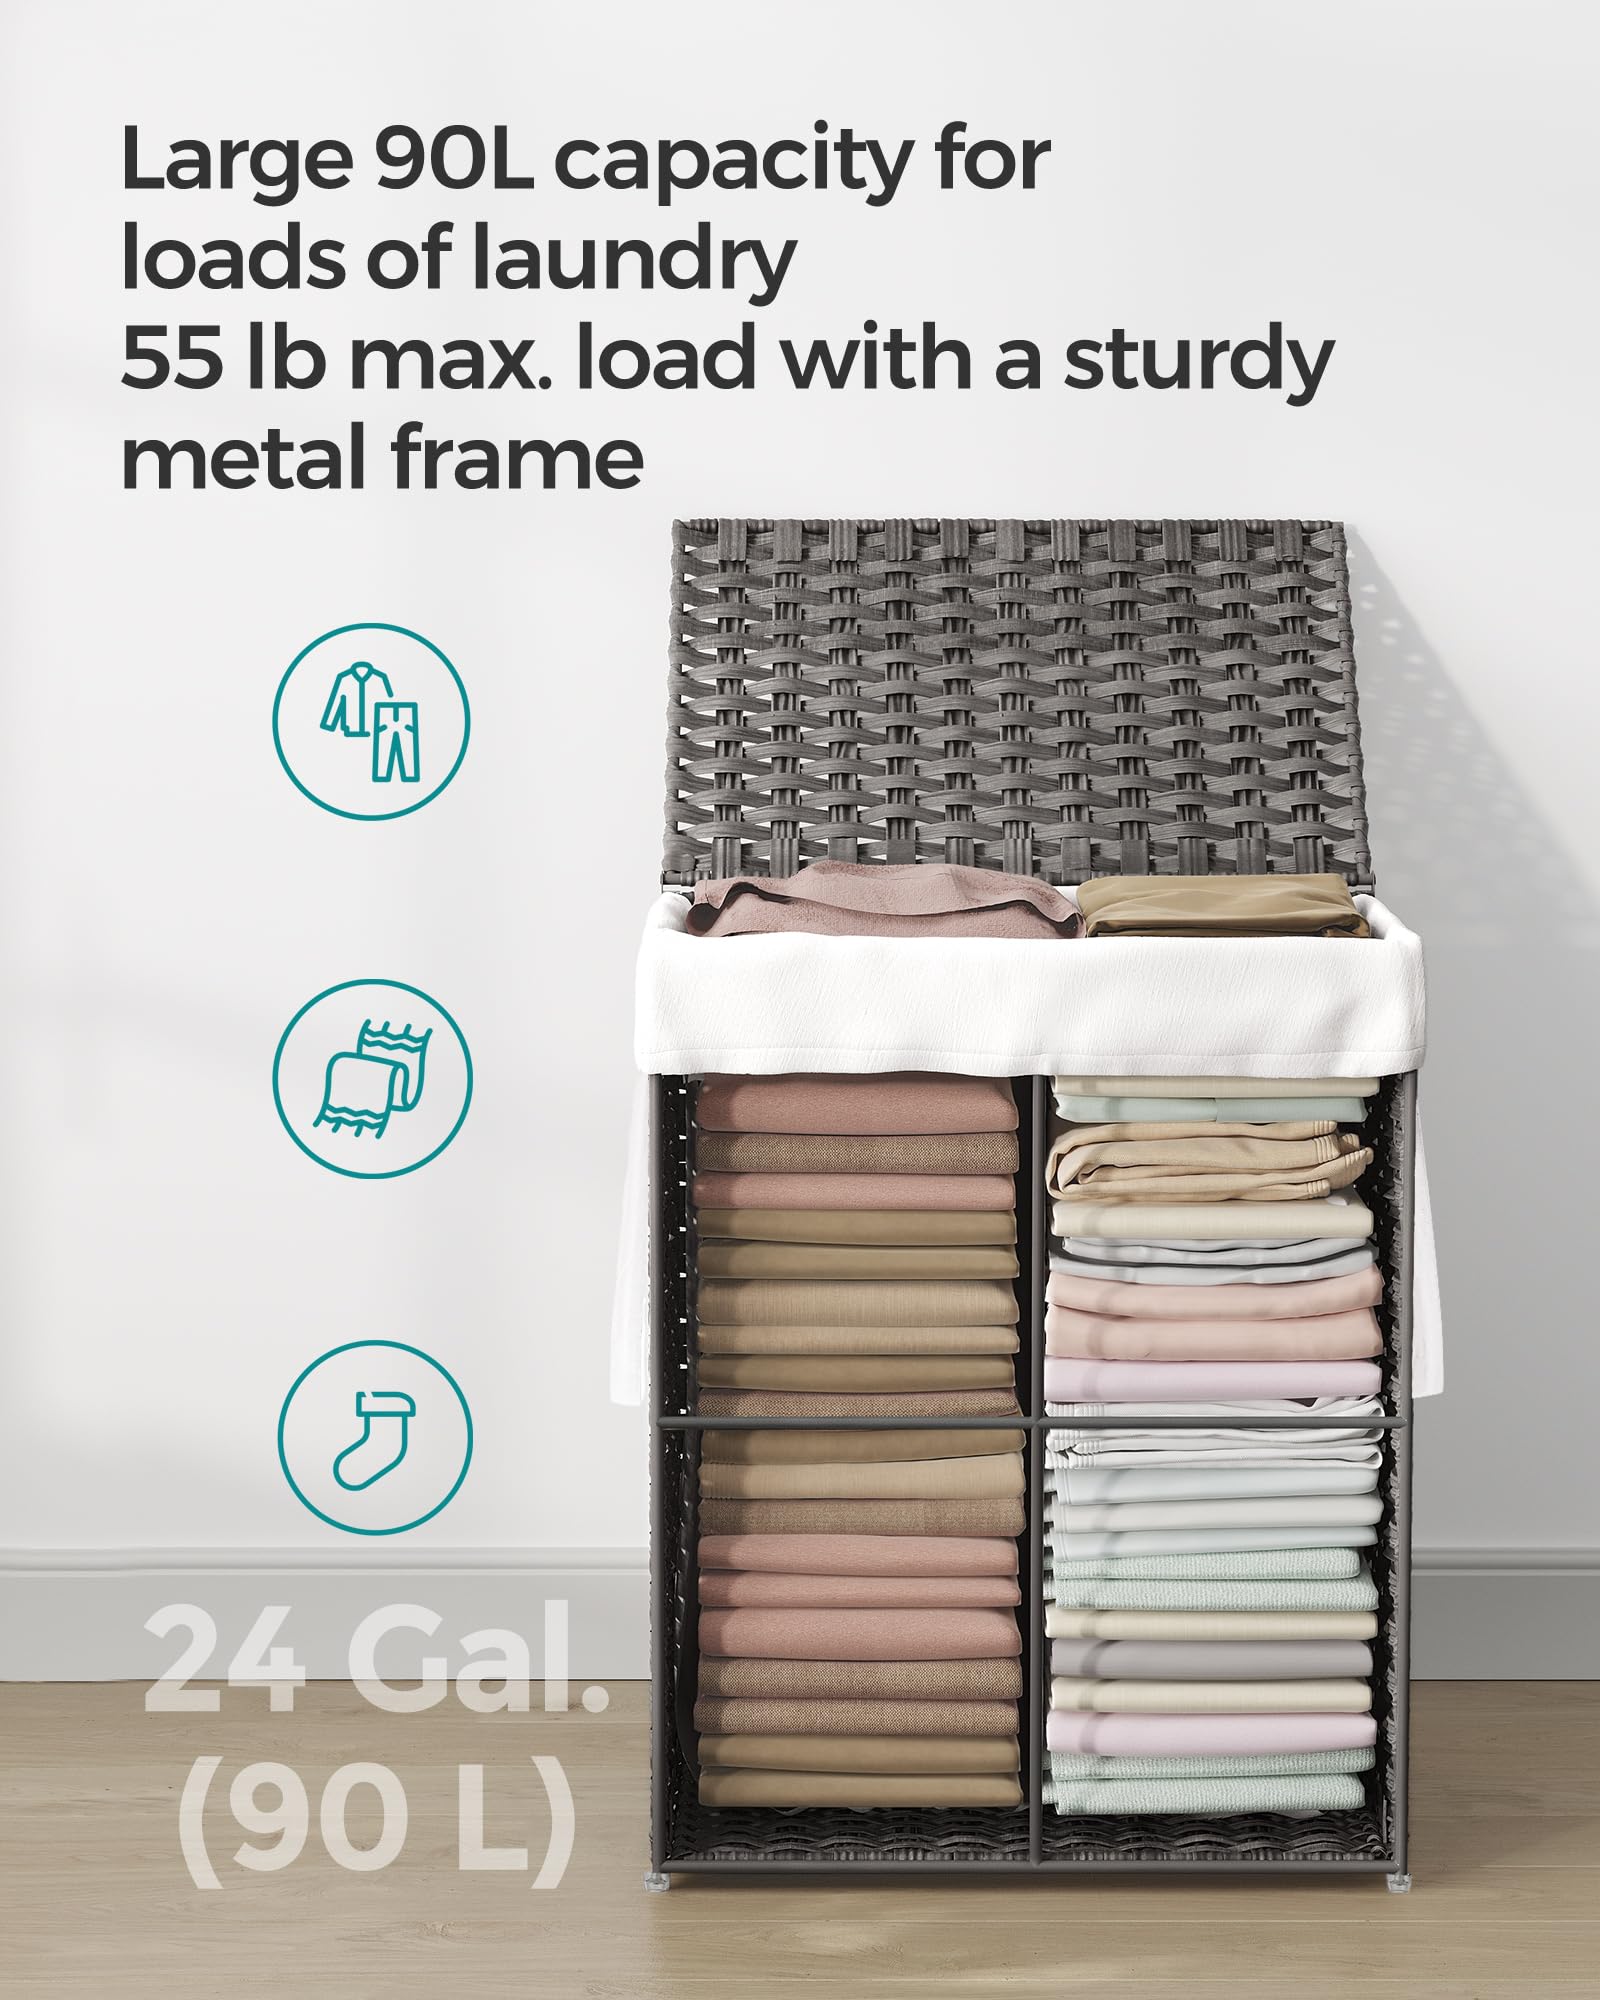 Large 90L capacity for
loads of laundry
55 lb max. load with a sturdy
metal frame
24 Gal.
(90 L)